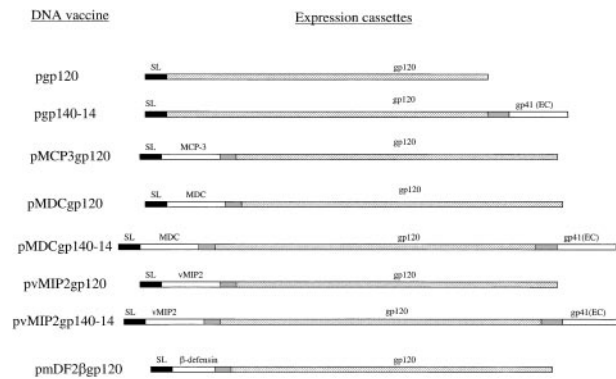 DNA vaccine Expression cassettes
SL gp120
pgp120
SL gp120 gp41 (EC)
pgp140-14
SL MCP-3 gp120
pMCP3gp120
SL MDC gp120
pMDCgp120
SL MDC gp120 gp41(EC)
pMDCgp140-14
SL vMIP2 gp120
pvMIP2gp120
SL vMIP2 gp120 gp41(EC)
pvMIP2gp140-14
SL β-defensin gp120
pmDF2βgp120